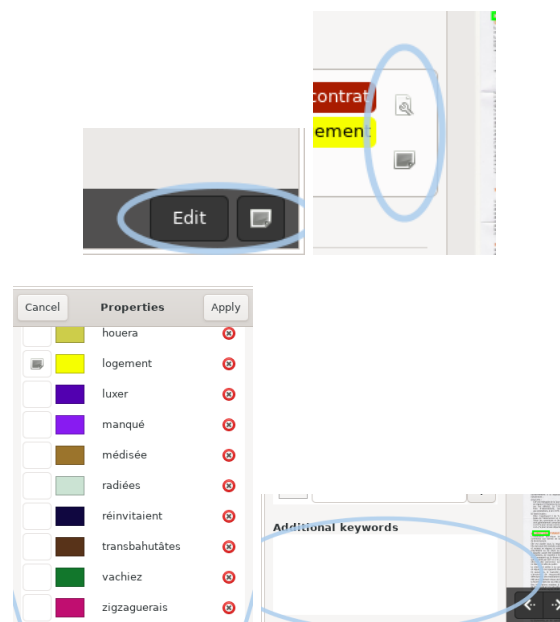 contrat
ement
Edit
Cancel Properties Apply
houera
logement
luxer
manqué
médisée
radiées
réinvitaient
transbahutâtes
vachiez
zigzaguerais
Additional keywords